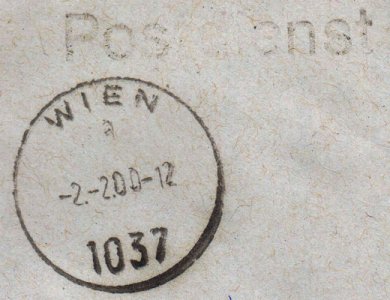 Postdienst
WIEN
a
-2.-2.00-12
1037